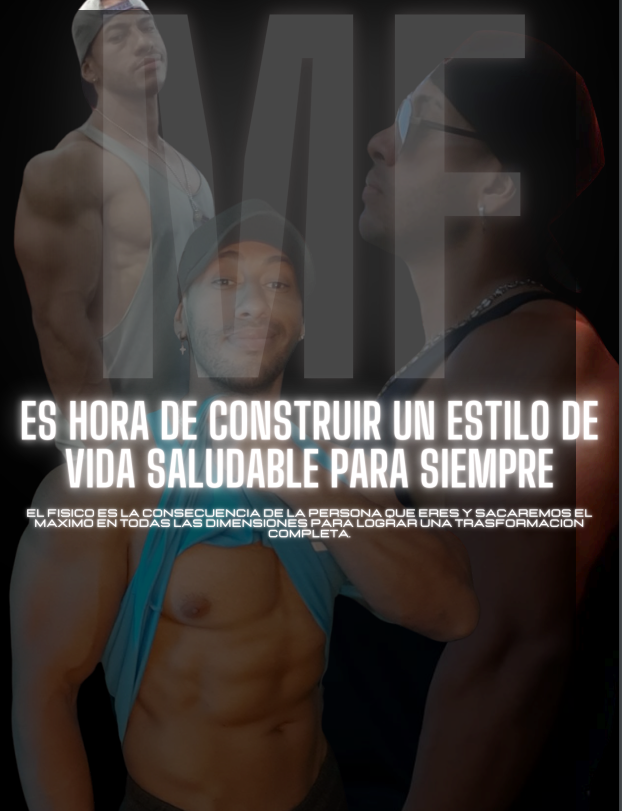 MF
ES HORA DE CONSTRUIR UN ESTILO DE
VIDA SALUDABLE PARA SIEMPRE
EL FISICO ES LA CONSECUENCIA DE LA PERSONA QUE ERES Y SACAREMOS EL
MAXIMO EN TODAS LAS DIMENSIONES PARA LOGRAR UNA TRASFORMACION
COMPLETA.